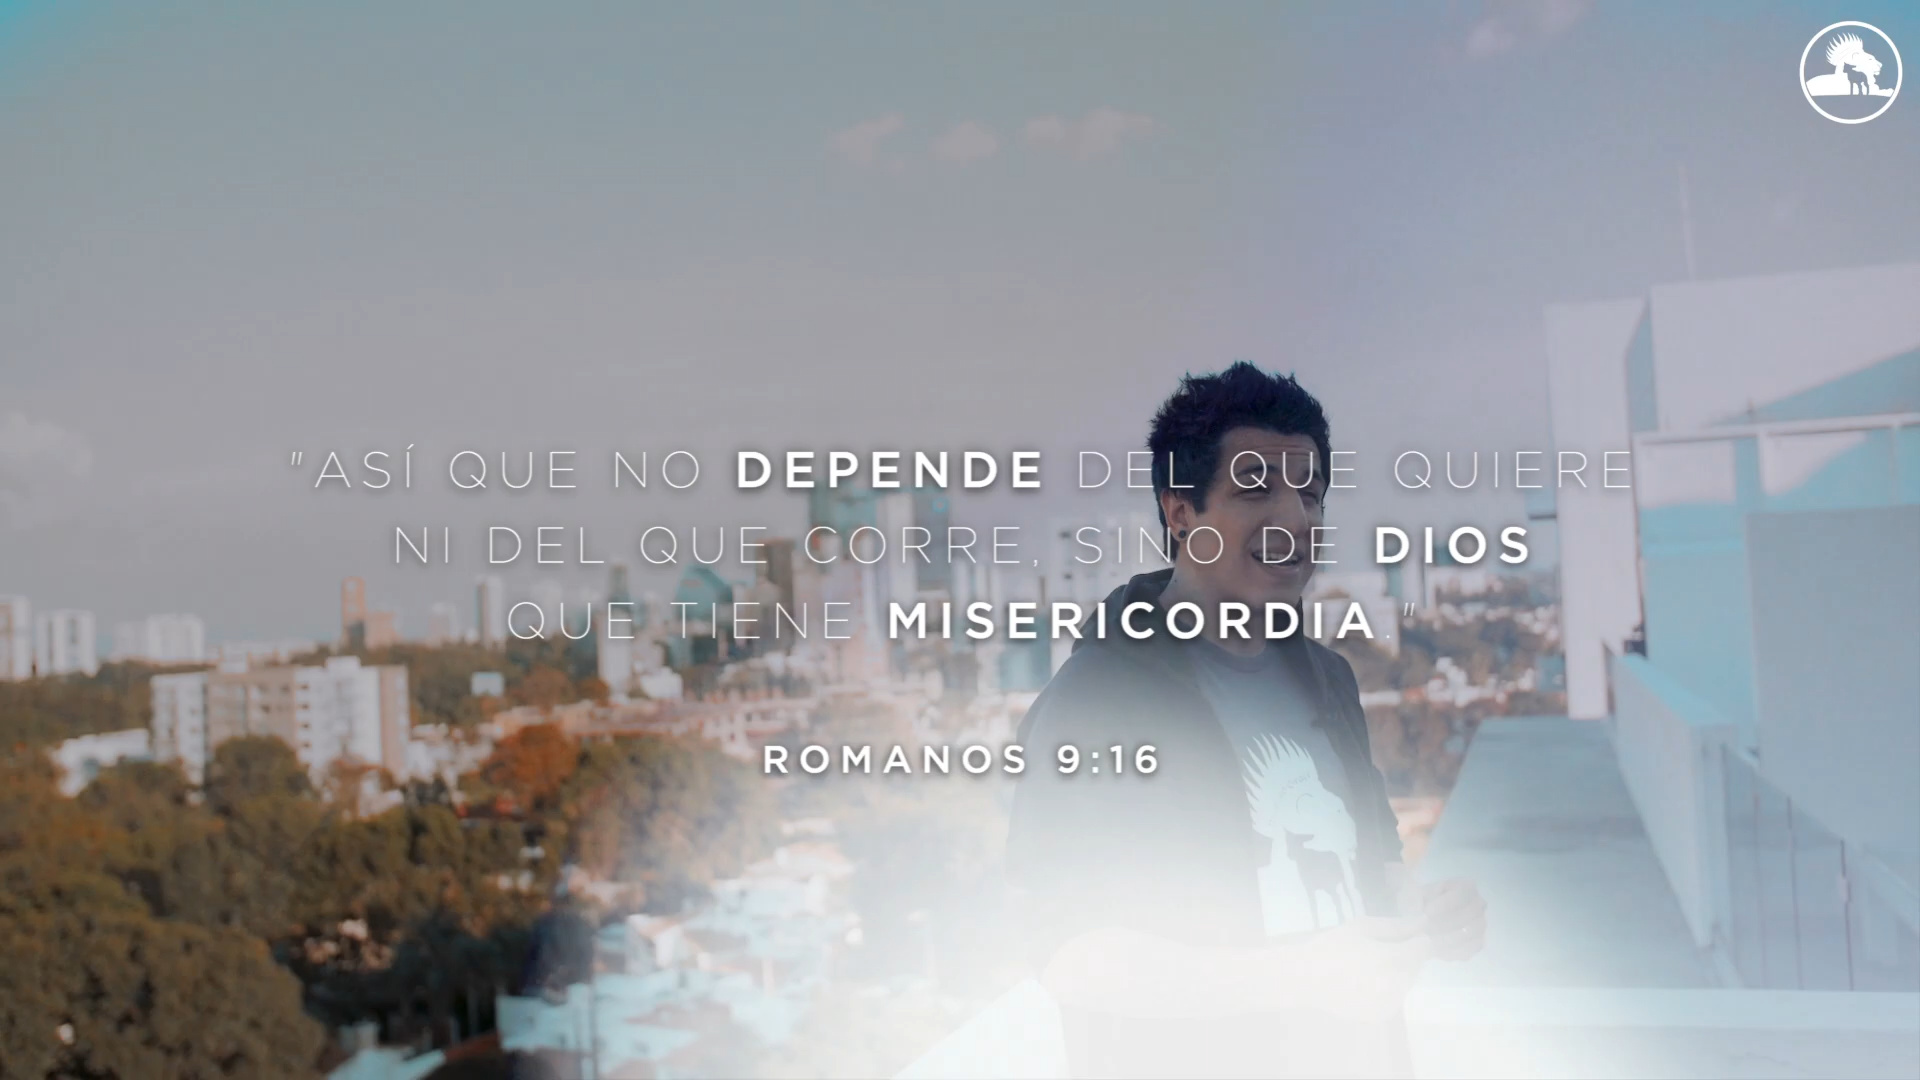 "ASÍ QUE NO DEPENDE DEL QUE QUIERE
NI DEL QUE CORRE, SINO DE DIOS
QUE TIENE MISERICORDIA."
ROMANOS 9:16